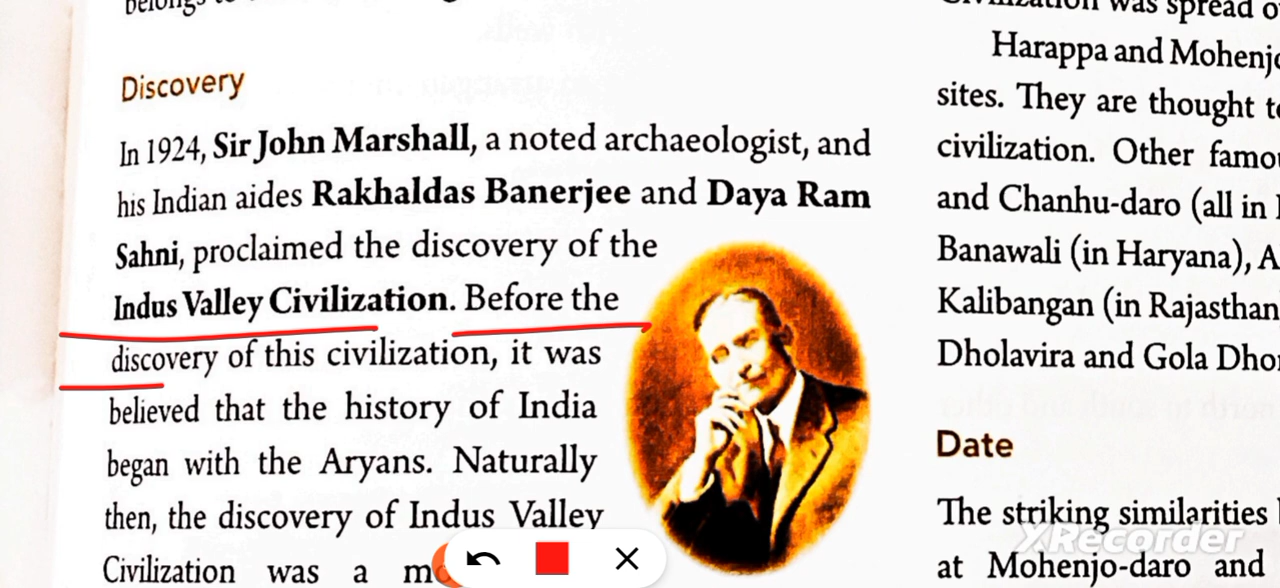 belongs
Discovery
In 1924, Sir John Marshall, a noted archaeologist, and
his Indian aides Rakhaldas Banerjee and Daya Ram
Sahni, proclaimed the discovery of the
Indus Valley Civilization. Before the
discovery of this civilization, it was
believed that the history of India
began with the Aryans. Naturally
then, the discovery of Indus Valley
Civilization was a
Civilization was spread
Harappa and
sites. They are thought
civilization. Other
and Chanhu-daro (all in
Banawali (in Haryana),
Kalibangan (in Rajasthan
Dholavira and Gola
Date
The striking similarities
at Mohenjo-daro and
XRecorder